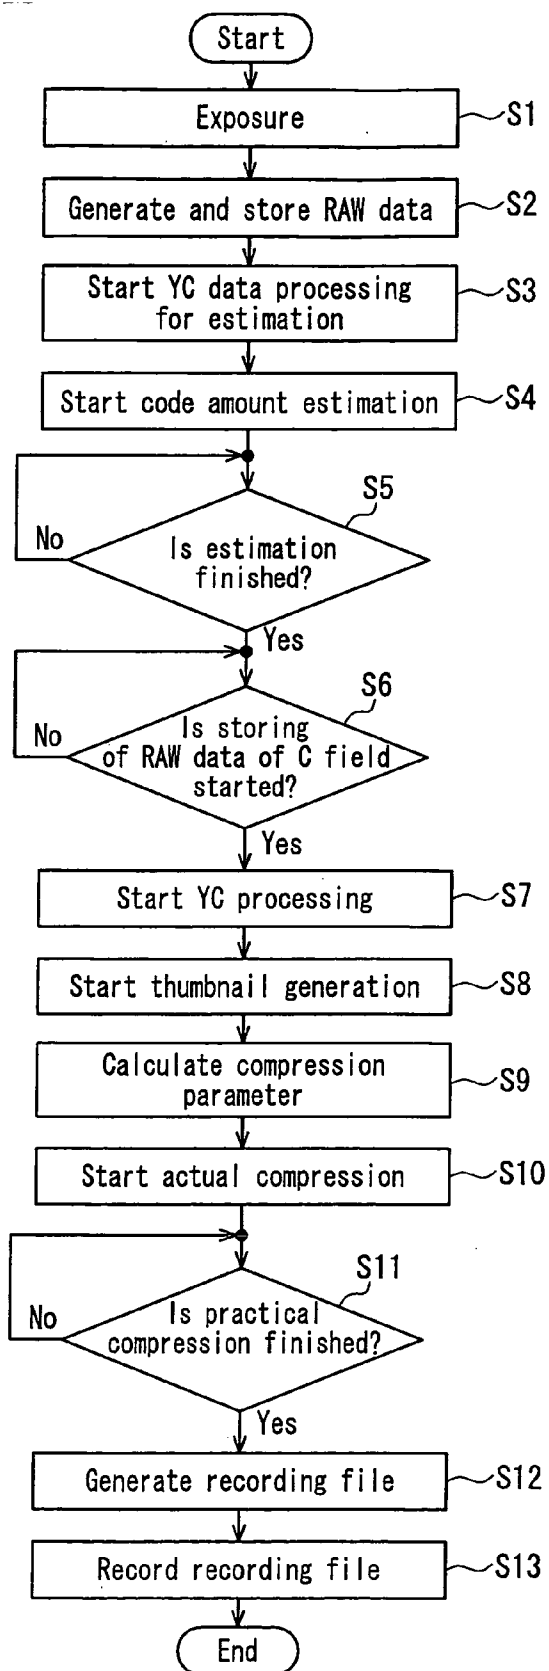 Start
Exposure
S1
Generate and store RAW data
S2
Start YC data processing
for estimation
S3
Start code amount estimation
S4
S5
Is estimation
finished?
No
Yes
S6
Is storing
of RAW data of C field
started?
No
Yes
Start YC processing
S7
Start thumbnail generation
S8
Calculate compression
parameter
S9
Start actual compression
S10
S11
Is practical
compression finished?
No
Yes
Generate recording file
S12
Record recording file
S13
End